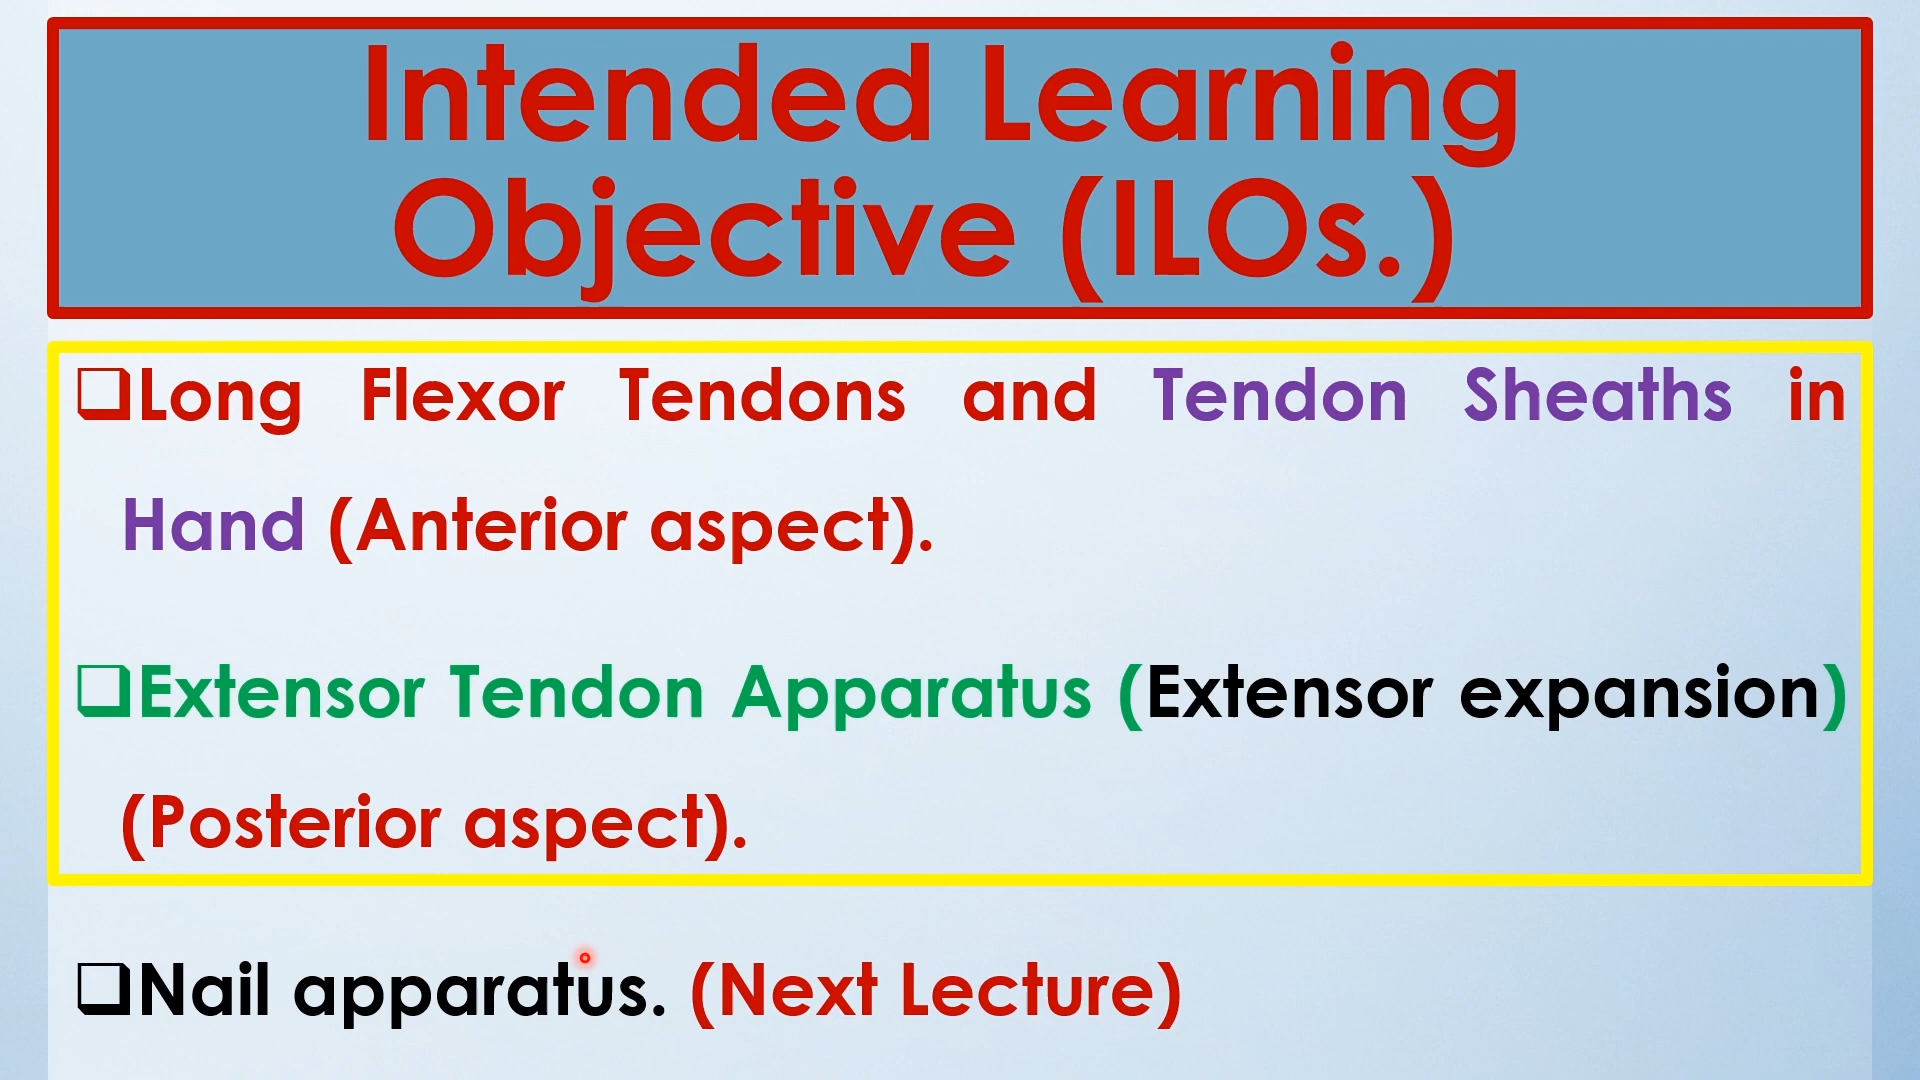 Intended Learning
Objective (ILOs.)
❑Long Flexor Tendons and Tendon Sheaths in
Hand (Anterior aspect).
❑Extensor Tendon Apparatus (Extensor expansion)
(Posterior aspect).
❑Nail apparatus. (Next Lecture)